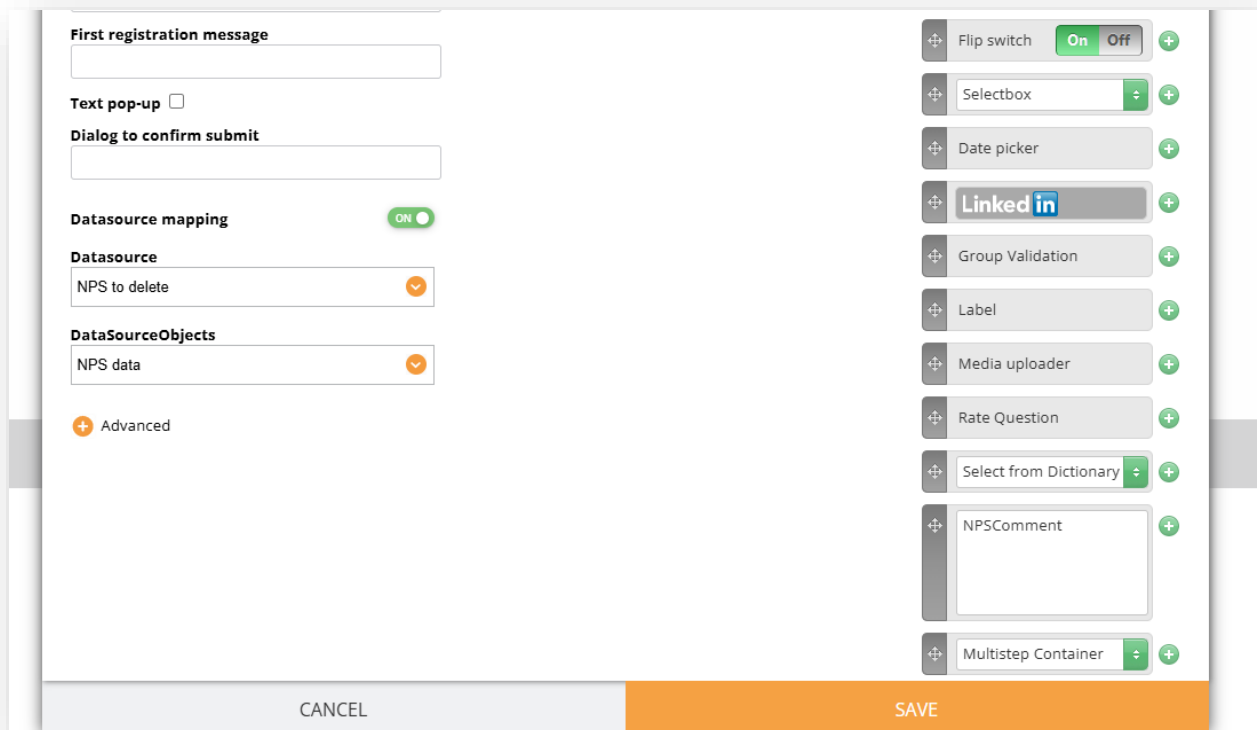 First registration message
Text pop-up
Dialog to confirm submit
Datasource mapping
ON
Datasource
NPS to delete
DataSourceObjects
NPS data
Advanced
Flip switch On Off
Selectbox
Date picker
Linked in
Group Validation
Label
Media uploader
Rate Question
Select from Dictionary
NPSComment
Multistep Container
CANCEL
SAVE